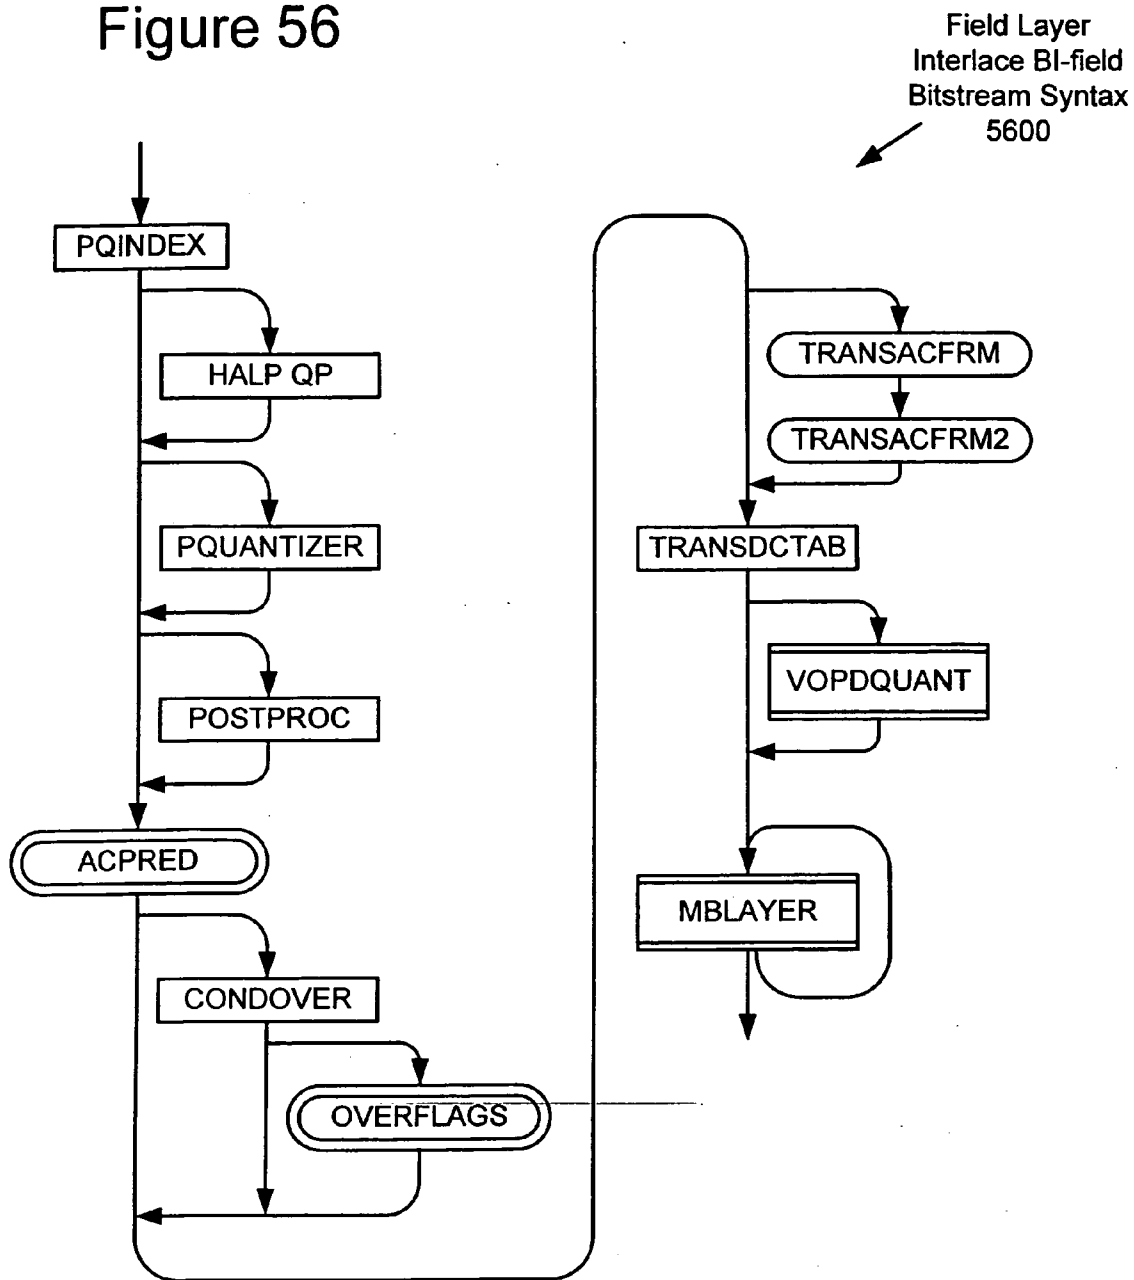 Figure 56
Field Layer
Interlace BI-field
Bitstream Syntax
5600
PQINDEX
HALP QP
PQUANTIZER
POSTPROC
ACPRED
CONDOVER
OVERFLAGS
TRANSACFRM
TRANSACFRM2
TRANSDCTAB
VOPDQUANT
MBLAYER